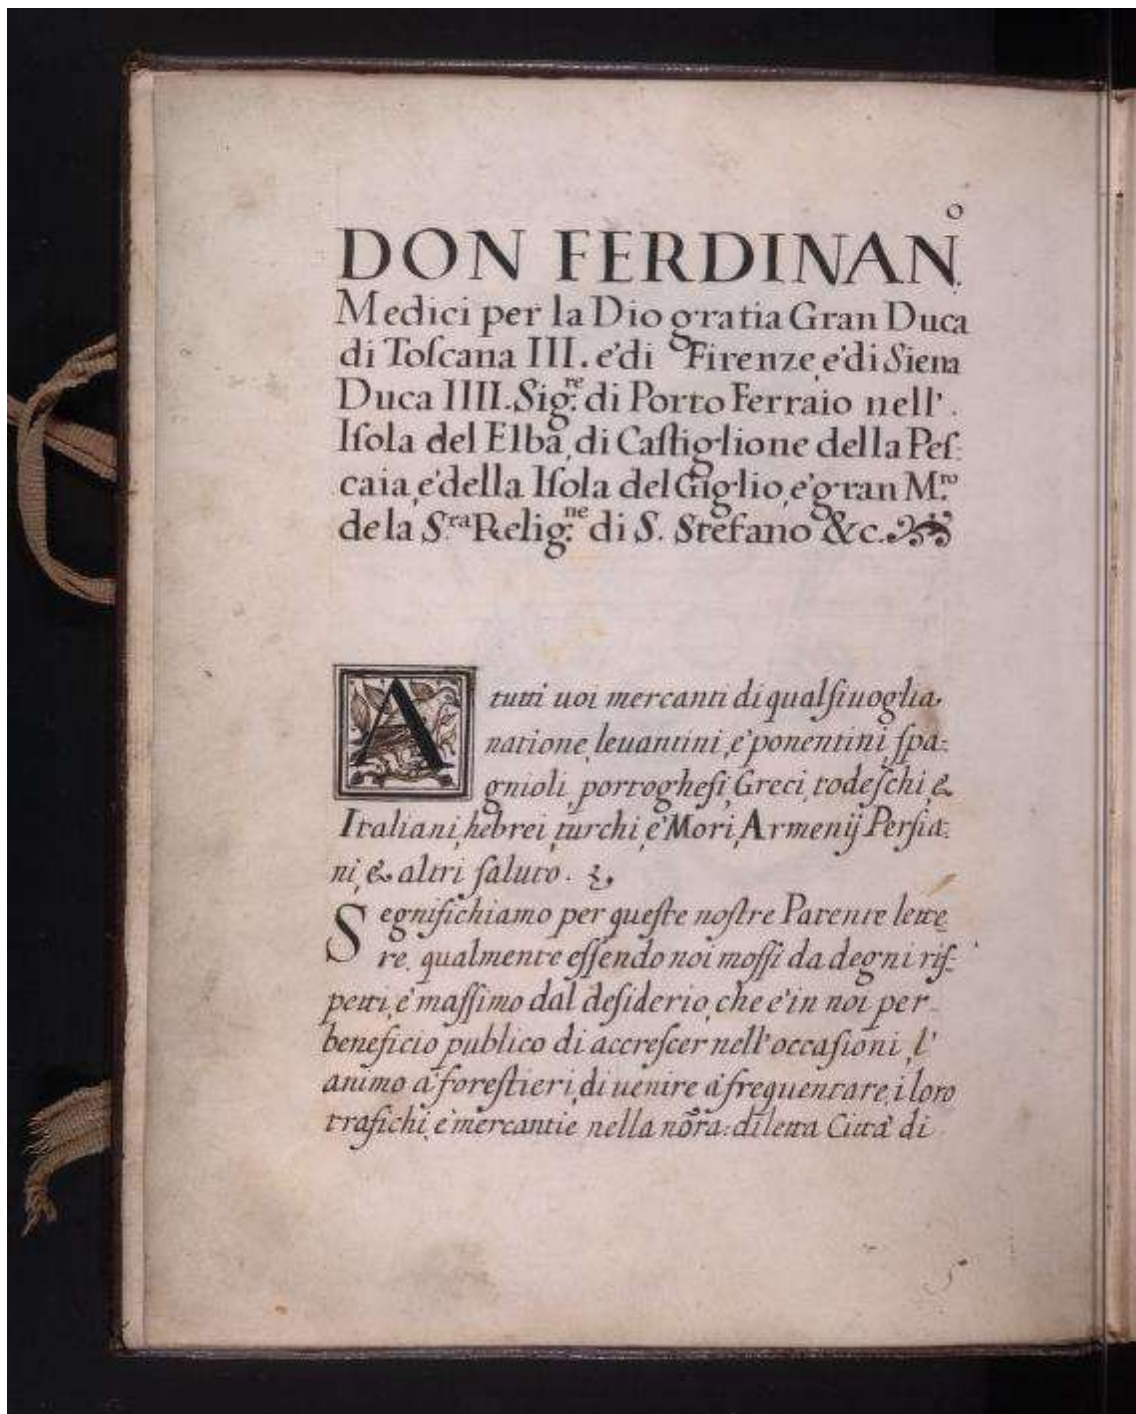 DON FERDINAN.º
Medici per la Dio gratia Gran Duca
di Toſcana III. e'di Firenze, e'di Siena
Duca IIII. Sig.re di Porto Ferraio nell'.
Iſola del Elba, di Caſtiglione della Peſ:
caia, e'della Iſola del Giglio, e'gran M.ro
de la S.ra Relig.ne di S. Stefano &c.
A tutti uoi mercanti di qualſiuoglia,
natione, leuantini, e'ponentini, ſpa:
gnioli, portogheſi, Greci, todeſchi, &
Italiani, hebrei, turchi, e'Mori, Armenij Perſia:
ni, & altri ſaluto.
Segnifichiamo per queſte noſtre Patente lette
re. qualmente eſſendo noi moſſi da degni riſ:
petti, e'maſſimo dal deſiderio, che e'in noi per
beneficio publico di accreſcer nell'occaſioni, l'
animo a'foreſtieri, di uenire a'frequentare, i loro
trafichi, e'mercantie nella nŏra: diletta Citta' di
5